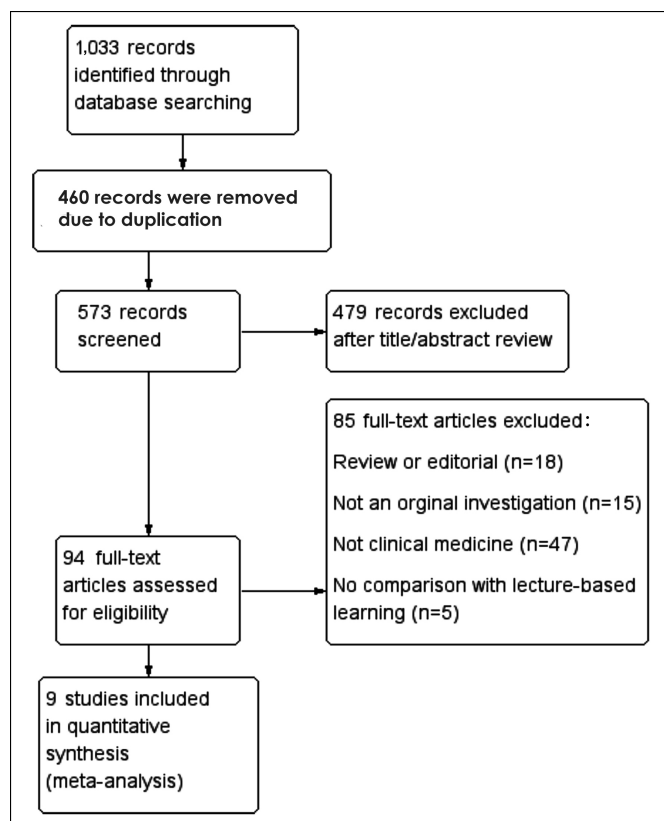 1,033 records
identified through
database searching
460 records were removed
due to duplication
573 records
screened
479 records excluded
after title/abstract review
85 full-text articles excluded:
Review or editorial (n=18)
Not an orginal investigation (n=15)
Not clinical medicine (n=47)
No comparison with lecture-based
learning (n=5)
94 full-text
articles assessed
for eligibility
9 studies included
in quantitative
synthesis
(meta-analysis)